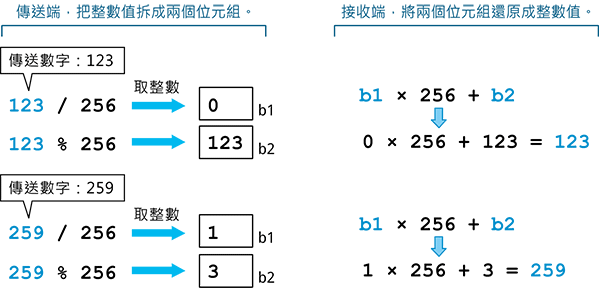 傳送端，把整數值拆成兩個位元組。
傳送數字：123
取整數
123 / 256
0
b1
123 % 256
123
b2
傳送數字：259
取整數
259 / 256
1
b1
259 % 256
3
b2
接收端，將兩個位元組還原成整數值。
b1 × 256 + b2
0 × 256 + 123 = 123
b1 × 256 + b2
1 × 256 + 3 = 259